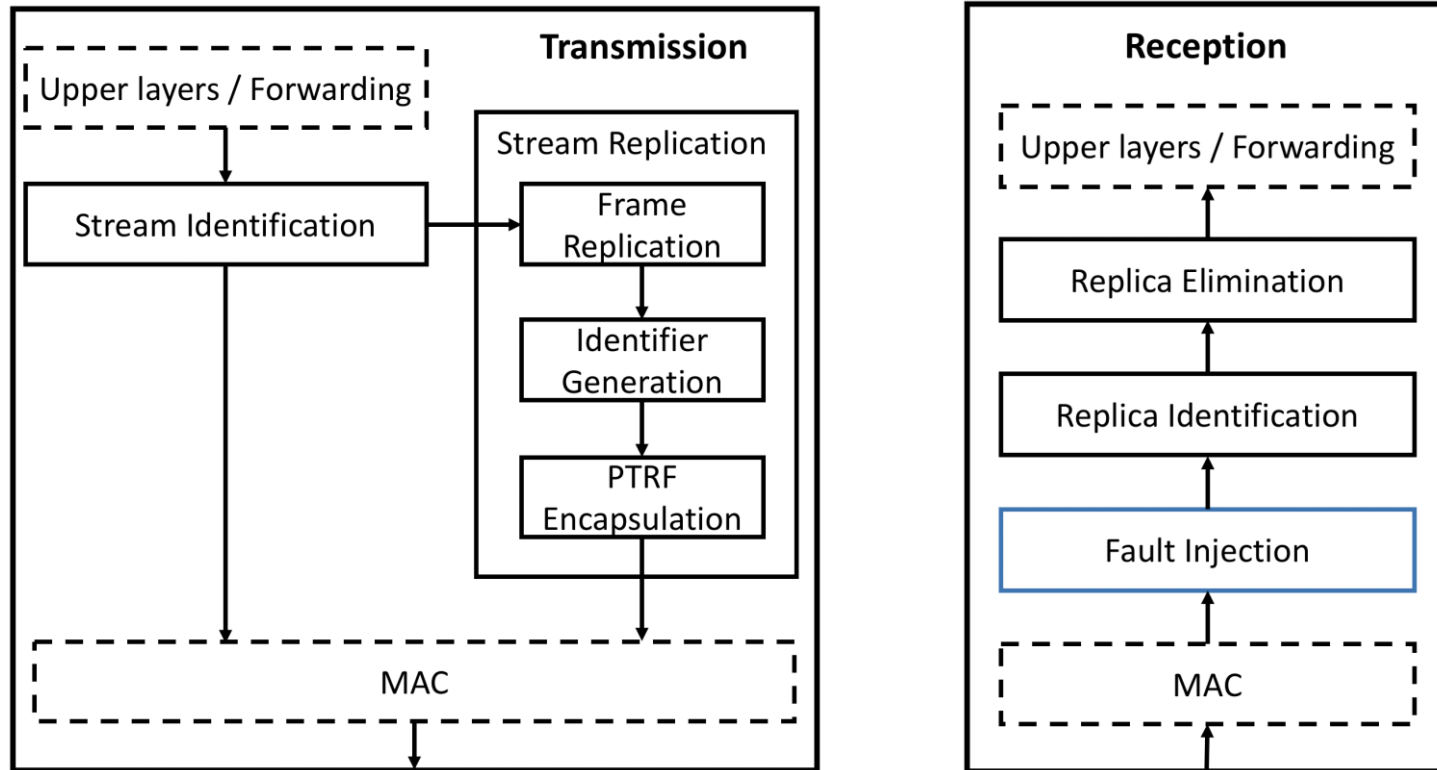 Transmission
Upper layers / Forwarding
Stream Replication
Stream Identification
Frame
Replication
Identifier
Generation
PTRF
Encapsulation
MAC
Reception
Upper layers / Forwarding
Replica Elimination
Replica Identification
Fault Injection
MAC